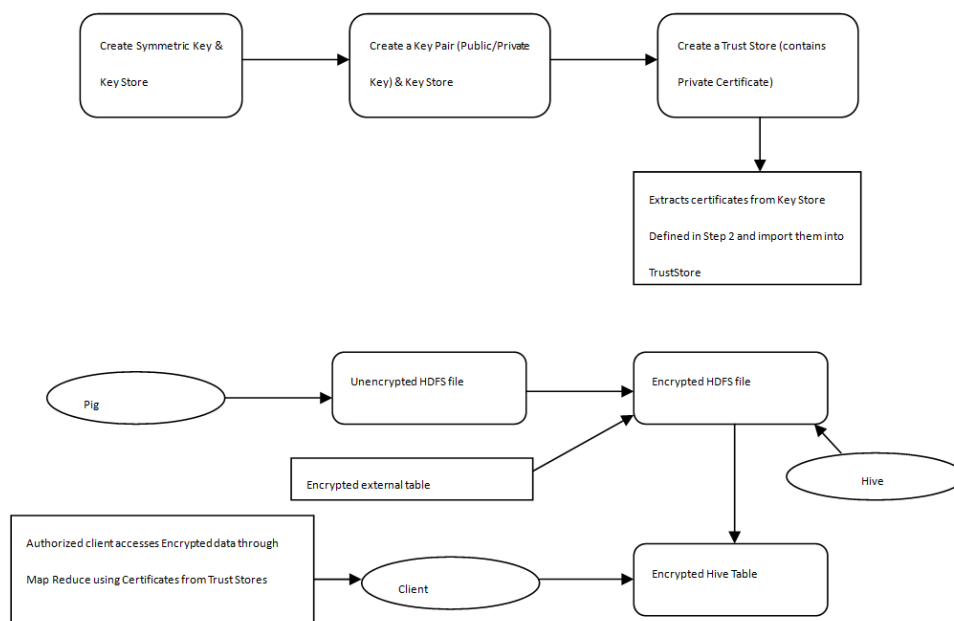 Create Symmetric Key &
Key Store
Create a Key Pair (Public/Private
Key) & Key Store
Create a Trust Store (contains
Private Certificate)
Extracts certificates from Key Store
Defined in Step 2 and import them into
TrustStore
Pig
Unencrypted HDFS file
Encrypted HDFS file
Encrypted external table
Hive
Authorized client accesses Encrypted data through
Map Reduce using Certificates from Trust Stores
Client
Encrypted Hive Table